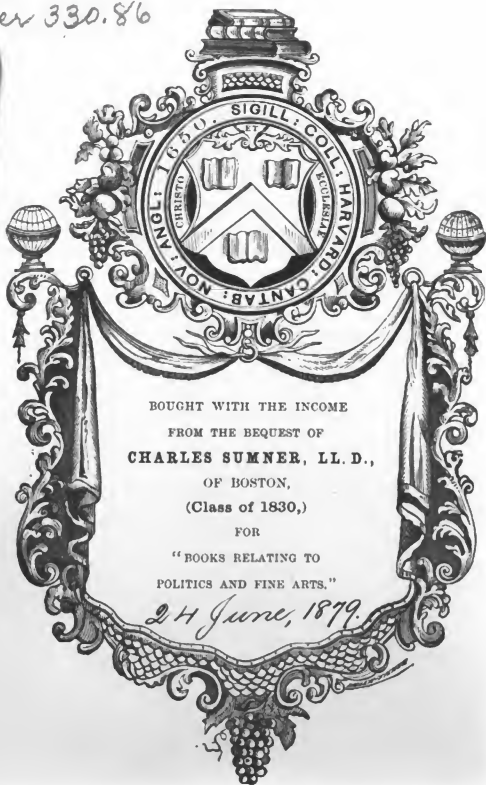 330.86
SIGILL: COLL: HARVARD: CANTAB: NOV: ANGL: 1650.
ET
CHRISTO
ECCLESIAE
BOUGHT WITH THE INCOME
FROM THE BEQUEST OF
CHARLES SUMNER, LL. D.,
OF BOSTON,
(Class of 1830,)
FOR
"BOOKS RELATING TO
POLITICS AND FINE ARTS."
24 June, 1879.